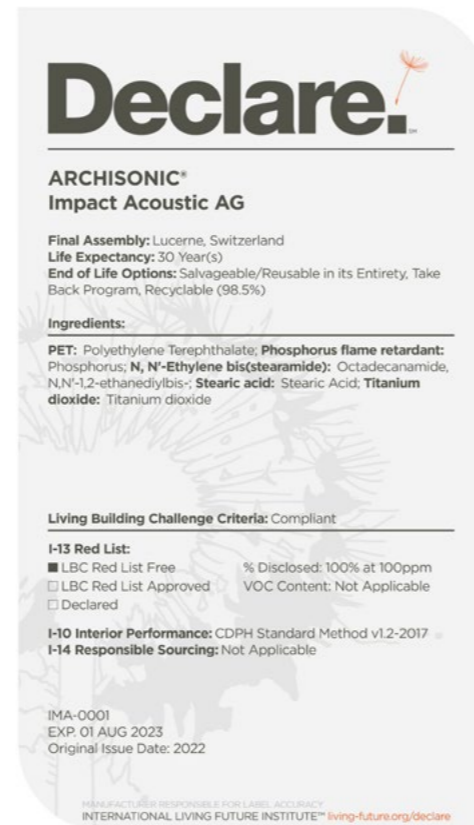 Declare.
SM
ARCHISONIC®
Impact Acoustic AG
Final Assembly: Lucerne, Switzerland
Life Expectancy: 30 Year(s)
End of Life Options: Salvageable/Reusable in its Entirety, Take
Back Program, Recyclable (98.5%)
Ingredients:
PET: Polyethylene Terephthalate; Phosphorus flame retardant:
Phosphorus; N, N'-Ethylene bis(stearamide): Octadecanamide,
N,N'-1,2-ethanediylbis-; Stearic acid: Stearic Acid; Titanium
dioxide: Titanium dioxide
Living Building Challenge Criteria: Compliant
I-13 Red List:
■ LBC Red List Free % Disclosed: 100% at 100ppm
□ LBC Red List Approved VOC Content: Not Applicable
□ Declared
I-10 Interior Performance: CDPH Standard Method v1.2-2017
I-14 Responsible Sourcing: Not Applicable
IMA-0001
EXP. 01 AUG 2023
Original Issue Date: 2022
MANUFACTURER RESPONSIBLE FOR LABEL ACCURACY
INTERNATIONAL LIVING FUTURE INSTITUTE™ living-future.org/declare